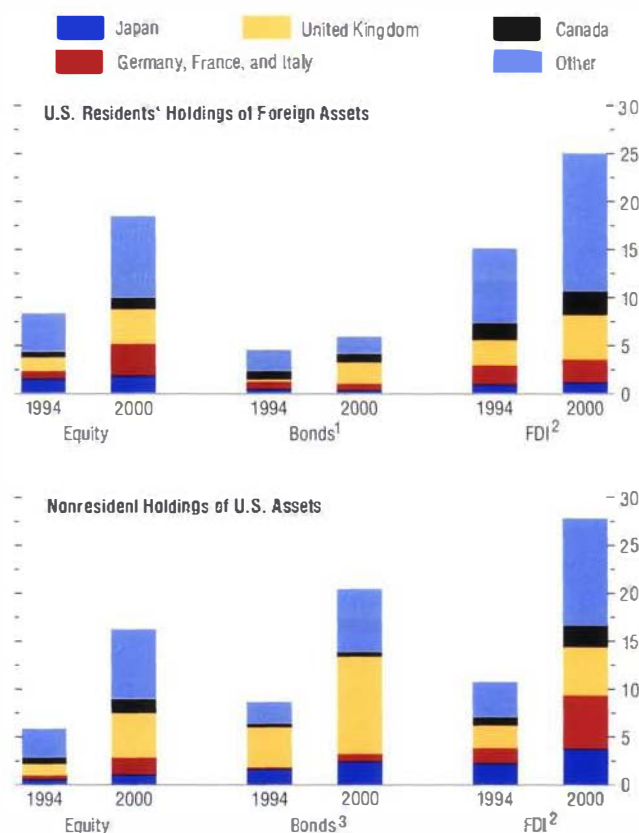 Japan United Kingdom Canada
Germany, France, and Italy Other
U.S. Residents' Holdings of Foreign Assets
30
25
20
15
10
5
0
1994 2000 1994 2000 1994 2000
Equity Bonds1 FDI2
Nonresident Holdings of U.S. Assets
30
25
20
15
10
5
0
1994 2000 1994 2000 1994 2000
Equity Bonds3 FDI2